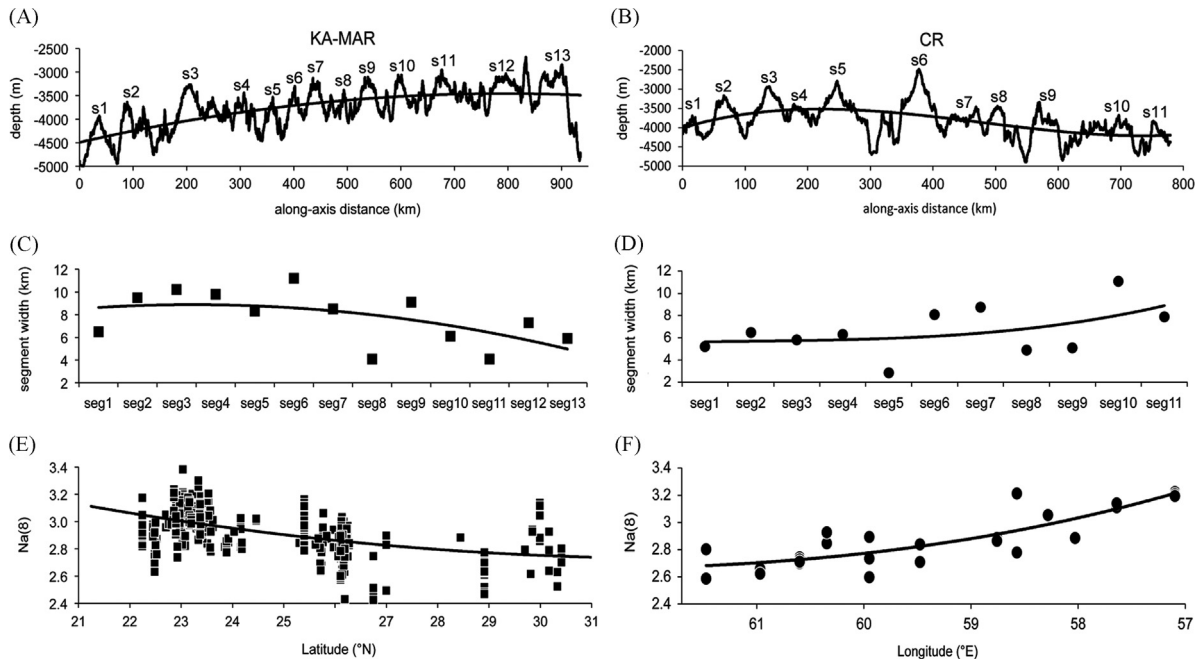 (A)
KA-MAR
-2500
-3000
-3500
-4000
-4500
-5000
depth (m)
s1 s2 s3 s4 s5 s6 s7 s8 s9 s10 s11 s12 s13
0 100 200 300 400 500 600 700 800 900
along-axis distance (km)
(B)
CR
-2000
-2500
-3000
-3500
-4000
-4500
-5000
depth (m)
s1 s2 s3 s4 s5 s6 s7 s8 s9 s10 s11
0 100 200 300 400 500 600 700 800
along-axis distance (km)
(C)
12
10
8
6
4
2
segment width (km)
seg1 seg2 seg3 seg4 seg5 seg6 seg7 seg8 seg9 seg10 seg11 seg12 seg13
(D)
12
10
8
6
4
2
segment width (km)
seg1 seg2 seg3 seg4 seg5 seg6 seg7 seg8 seg9 seg10 seg11
(E)
3.4
3.2
3.0
2.8
2.6
2.4
Na(8)
21 22 23 24 25 26 27 28 29 30 31
Latitude (°N)
(F)
3.4
3.2
3.0
2.8
2.6
2.4
Na(8)
61 60 59 58 57
Longitude (°E)